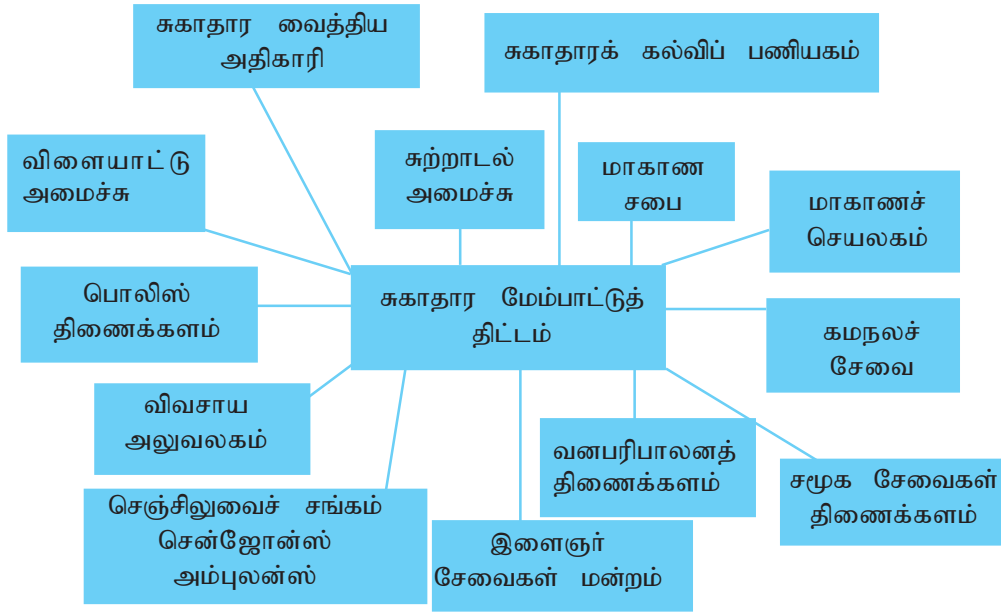 சுகாதார வைத்திய
அதிகாரி
சுகாதாரக் கல்விப் பணியகம்
விளையாட்டு
அமைச்சு
சுற்றாடல்
அமைச்சு
மாகாண
சபை
மாகாணச்
செயலகம்
பொலிஸ்
திணைக்களம்
சுகாதார மேம்பாட்டுத்
திட்டம்
கமநலச்
சேவை
விவசாய
அலுவலகம்
வனபரிபாலனத்
திணைக்களம்
சமூக சேவைகள்
திணைக்களம்
செஞ்சிலுவைச் சங்கம்
சென்ஜோன்ஸ்
அம்புலன்ஸ்
இளைஞர்
சேவைகள் மன்றம்